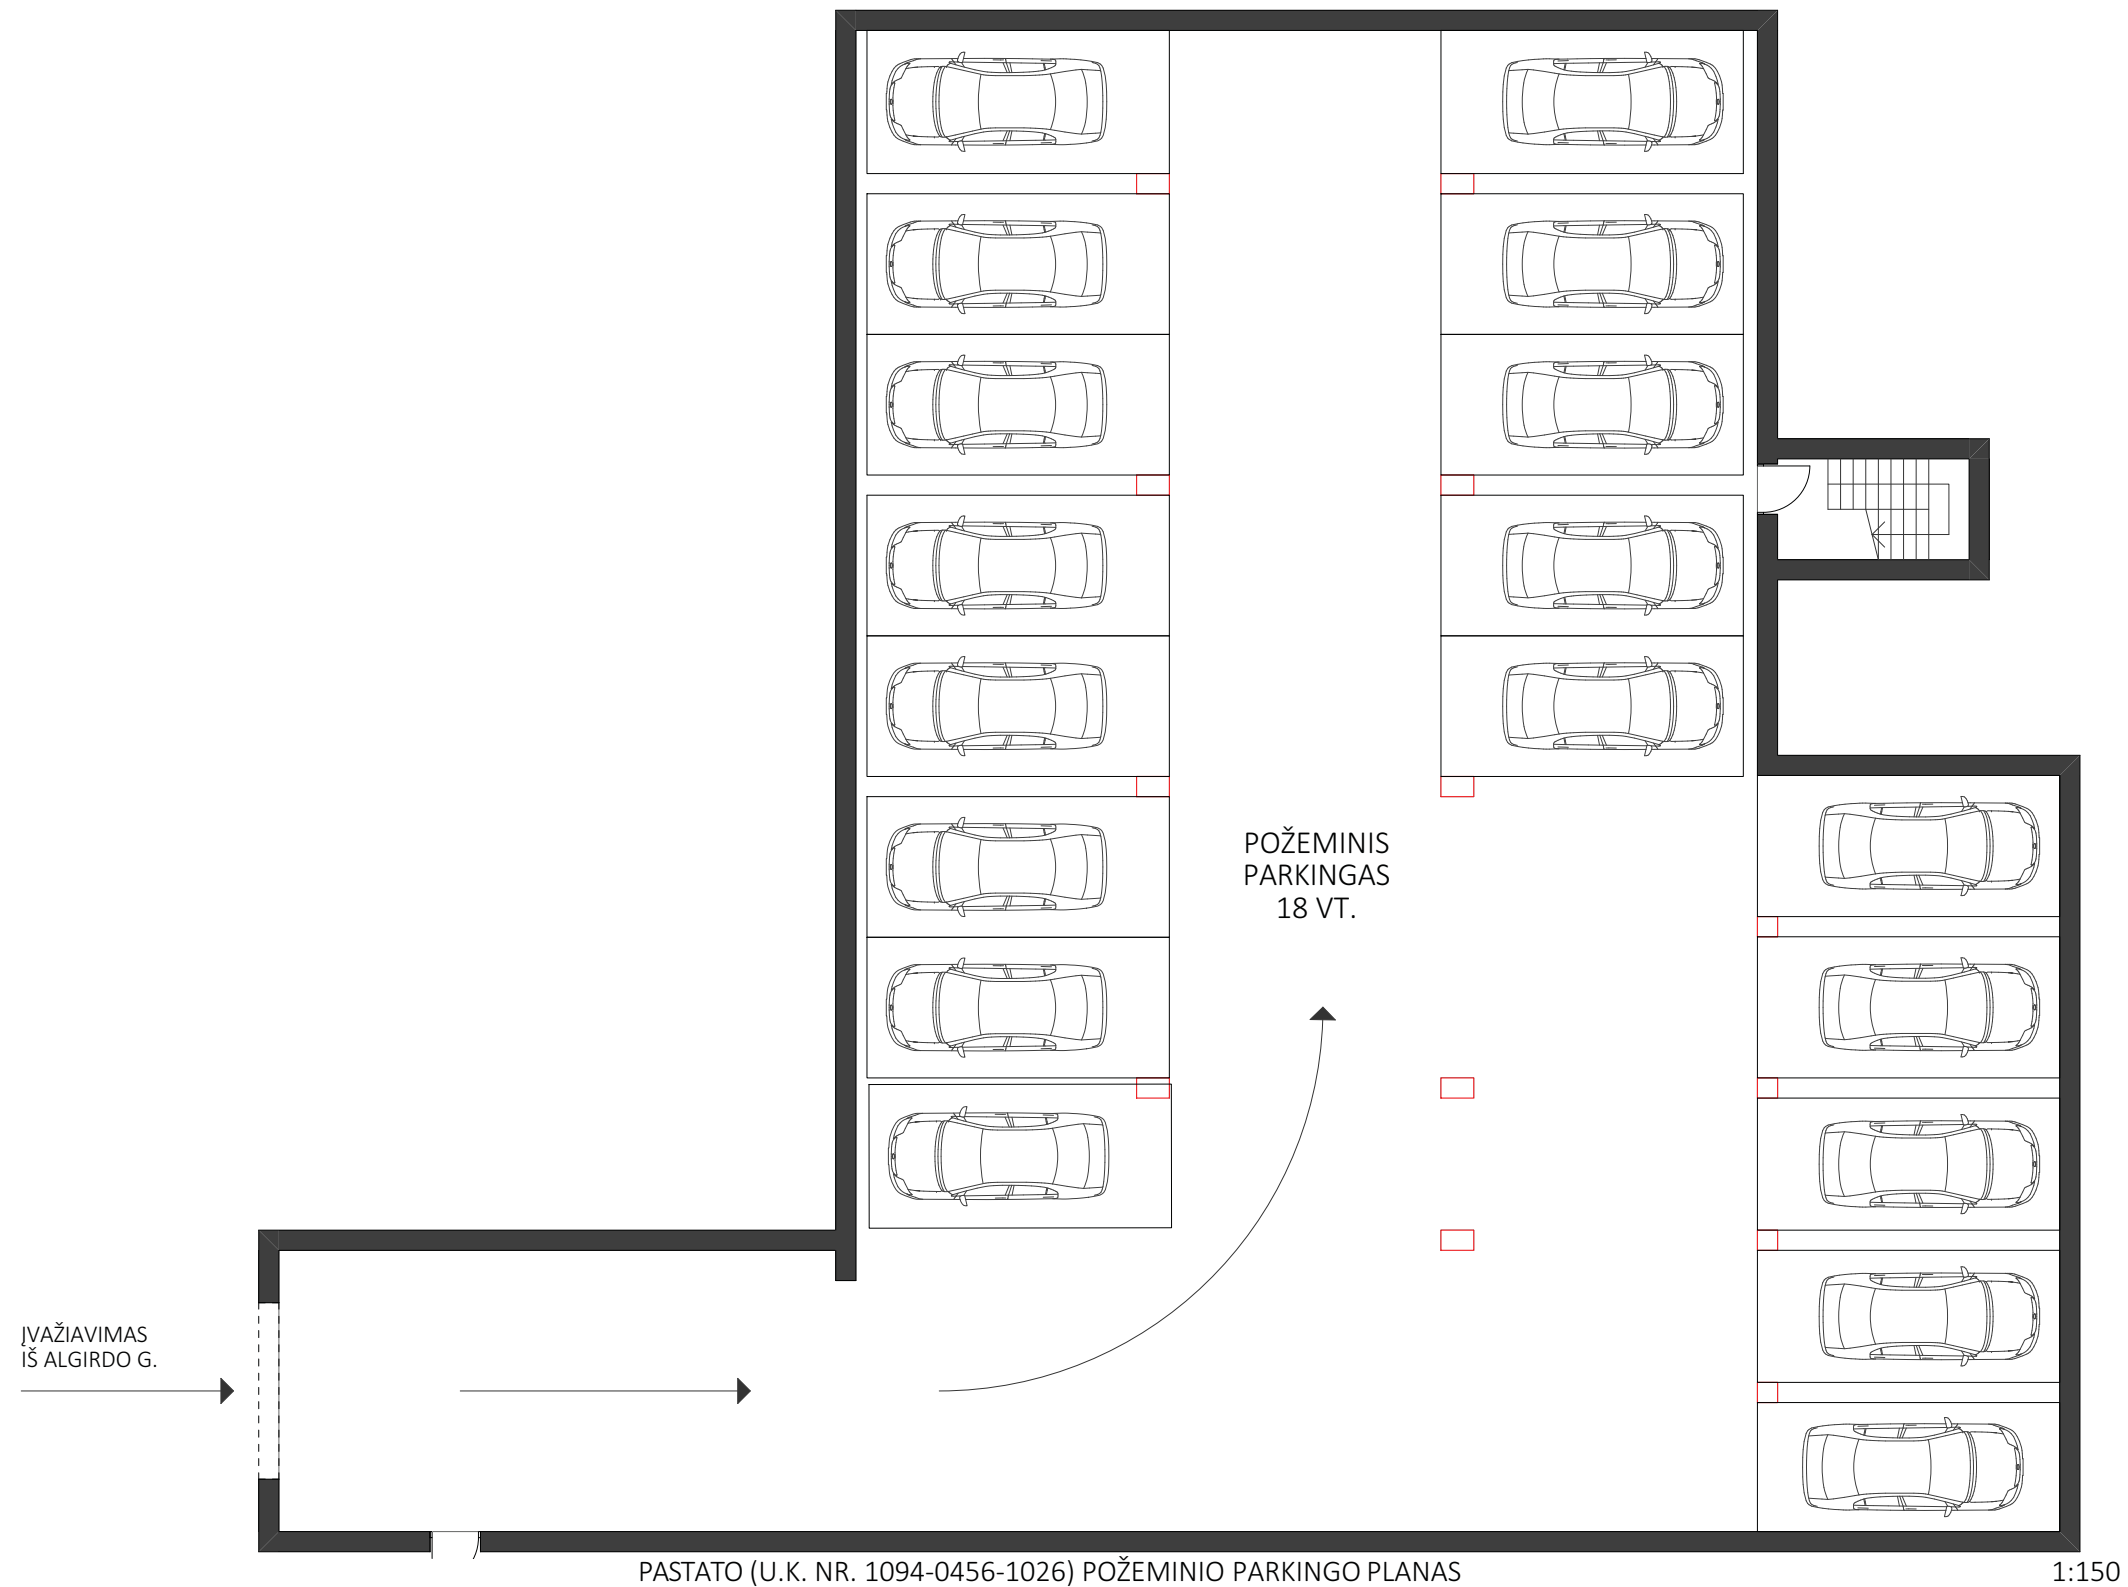 POŽEMINIS
PARKINGAS
18 VT.
ĮVAŽIAVIMAS
IŠ ALGIRDO G.
PASTATO (U.K. NR. 1094-0456-1026) POŽEMINIO PARKINGO PLANAS
1:150